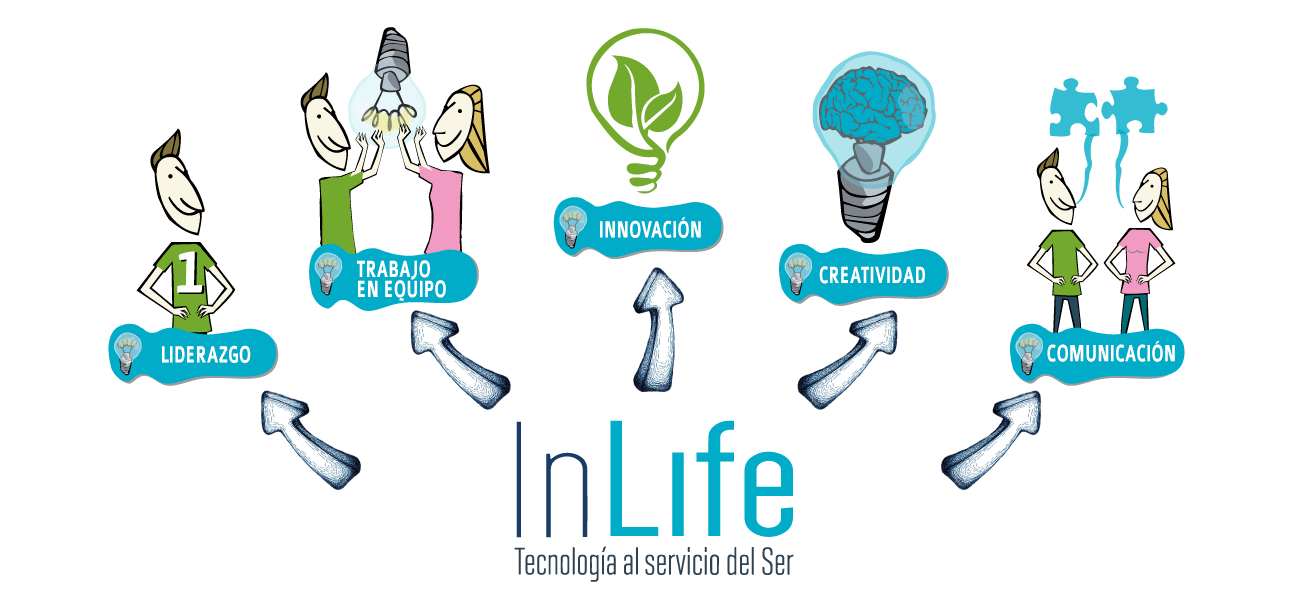 1
LIDERAZGO
TRABAJO
EN EQUIPO
INNOVACIÓN
CREATIVIDAD
COMUNICACIÓN
InLife
Tecnología al servicio del Ser